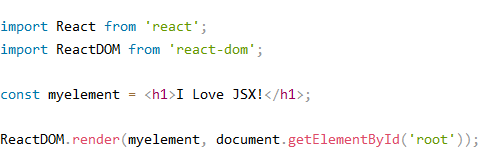 import React from 'react';
import ReactDOM from 'react-dom';
const myelement = <h1>I Love JSX!</h1>;
ReactDOM.render(myelement, document.getElementById('root'));